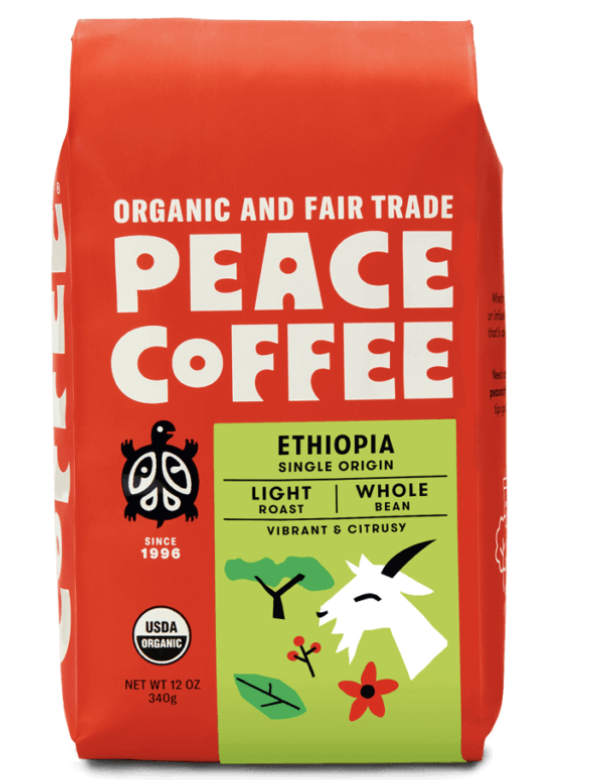 ORGANIC AND FAIR TRADE
PEACE
COFFEE
ETHIOPIA
SINGLE ORIGIN
LIGHT
ROAST
WHOLE
BEAN
VIBRANT & CITRUSY
PC
SINCE
1996
USDA
ORGANIC
NET WT 12 OZ
340g